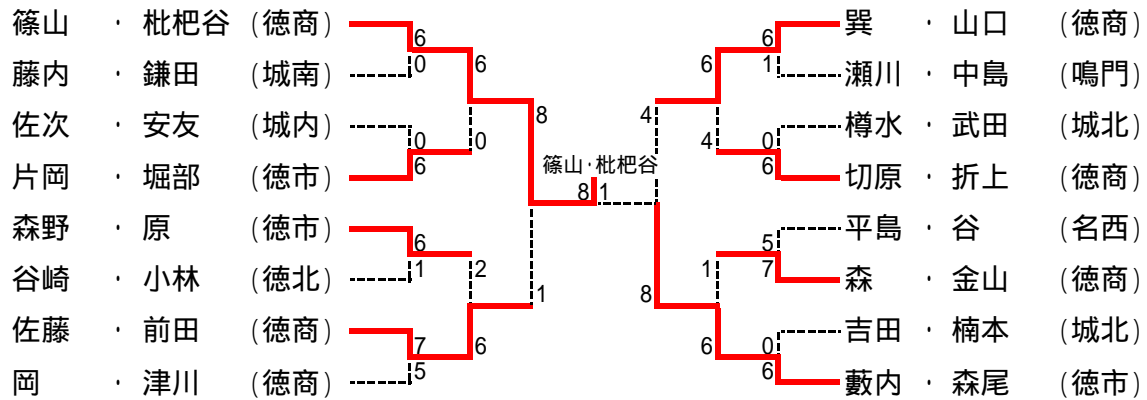 篠山 ・ 枇杷谷 (徳商) 6 6 巽 ・ 山口 (徳商)
藤内 ・ 鎌田 (城南) 0 6 6 1 瀬川 ・ 中島 (鳴門)
8 4
佐次 ・ 安友 (城内) 0 0 4 0 樽水 ・ 武田 (城北)
片岡 ・ 堀部 (徳市) 6 篠山・枇杷谷 6 切原 ・ 折上 (徳商)
8 1
森野 ・ 原 (徳市) 6 5 平島 ・ 谷 (名西)
谷崎 ・ 小林 (徳北) 1 2 1 7 森 ・ 金山 (徳商)
1 8
佐藤 ・ 前田 (徳商) 7 6 6 0 吉田 ・ 楠本 (城北)
岡 ・ 津川 (徳商) 5 6 藪内 ・ 森尾 (徳市)